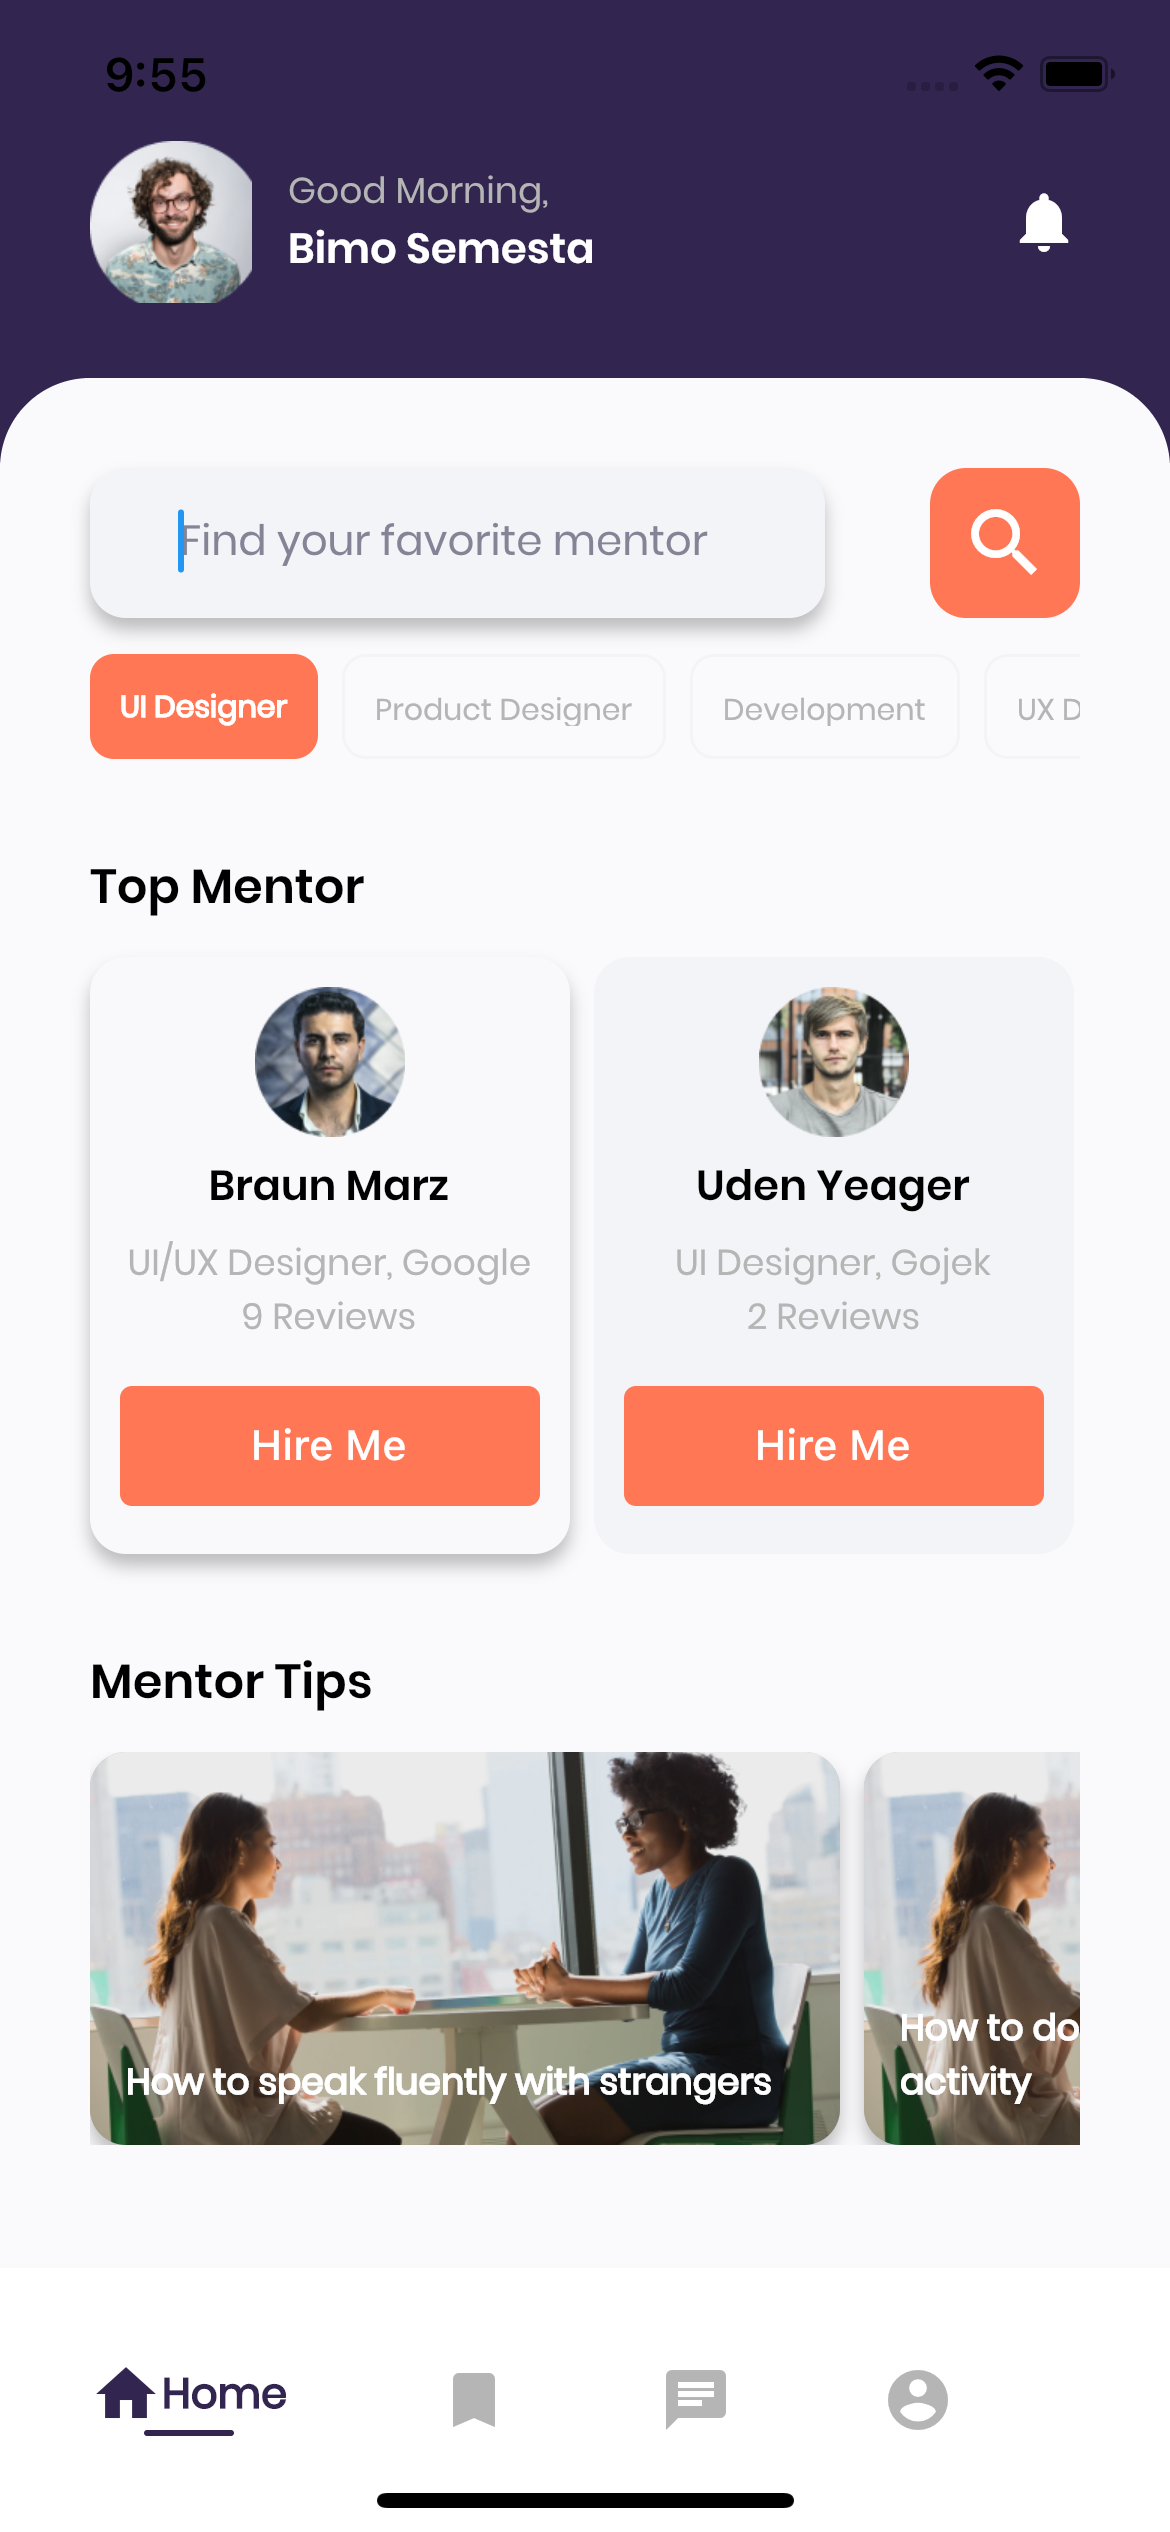 9:55
Good Morning,
Bimo Semesta
Find your favorite mentor
UI Designer
Product Designer
Development
UX D
Top Mentor
Braun Marz
UI/UX Designer, Google
9 Reviews
Hire Me
Uden Yeager
UI Designer, Gojek
2 Reviews
Hire Me
Mentor Tips
How to speak fluently with strangers
How to do
activity
Home